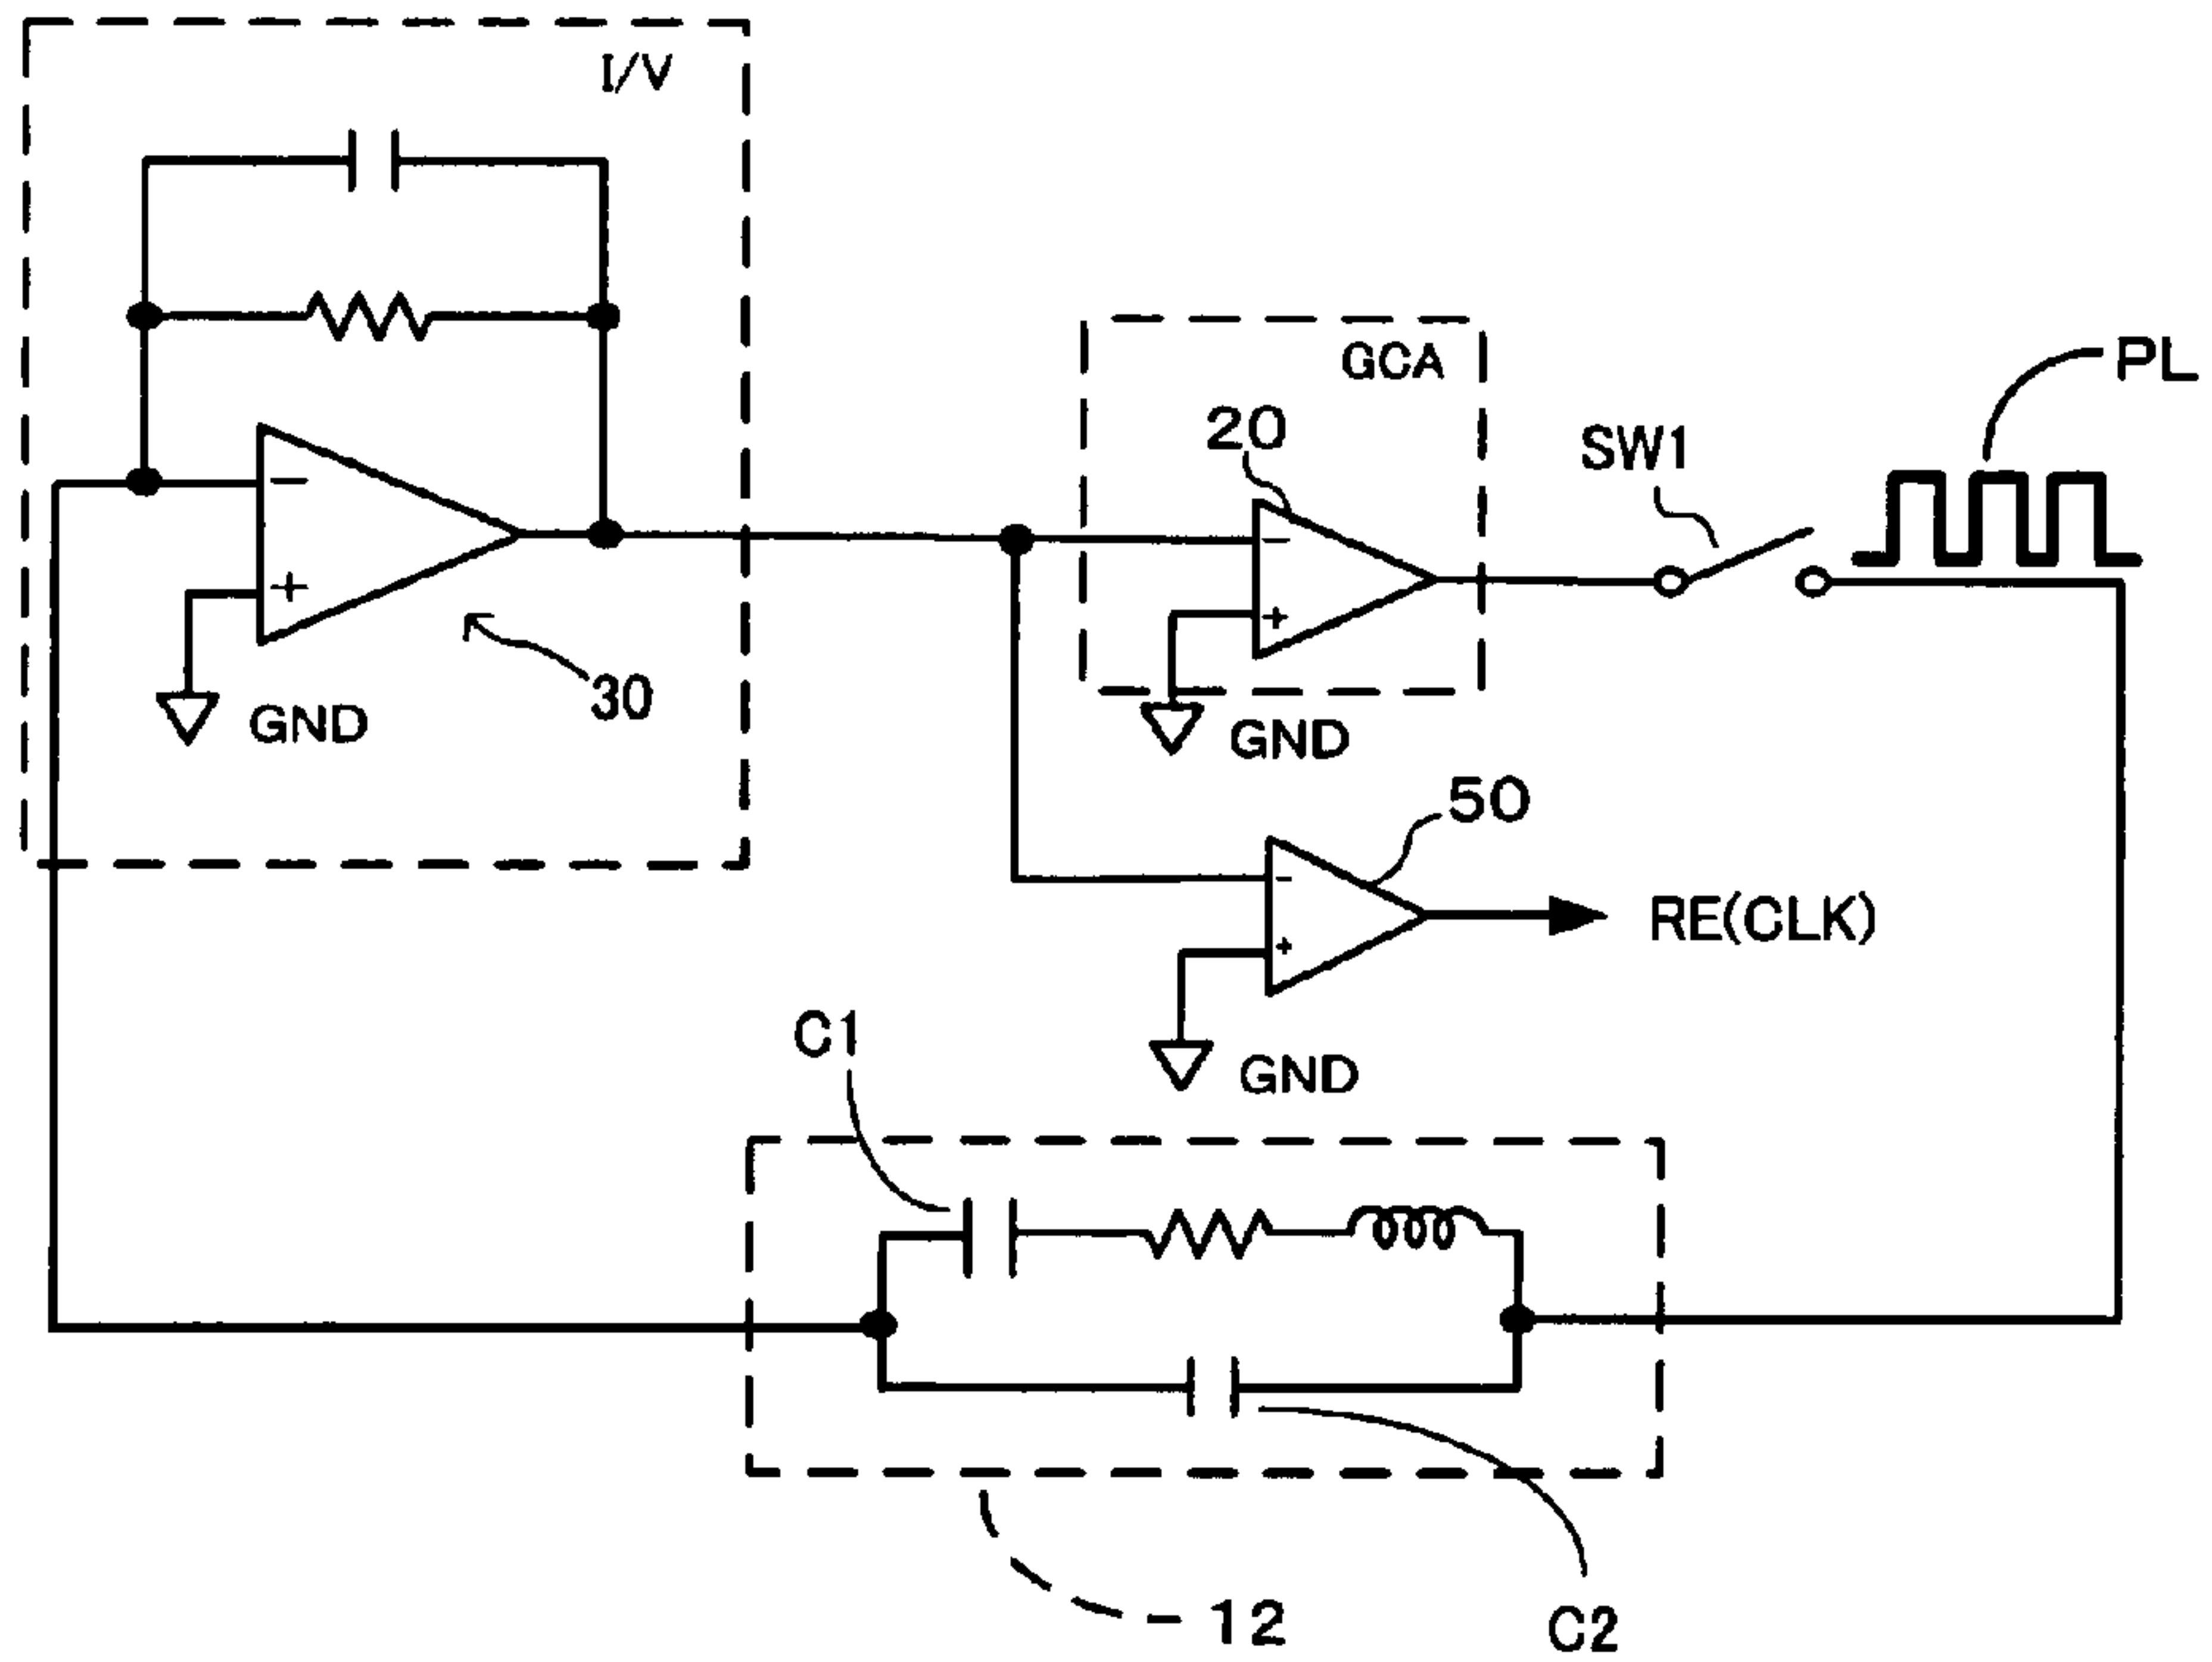 I/V
GCA
PL
20
SW1
−
−
+
+
30
GND
GND
50
−
RE(CLK)
+
C1
GND
12
C2